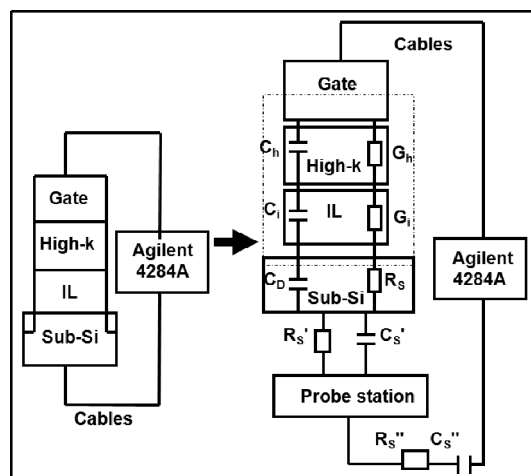 Gate
High-k
IL
Sub-Si
Agilent
4284A
Cables
Cables
Gate
C_h
High-k
G_h
C_i
IL
G_i
C_D
Sub-Si
R_S
R_S'
C_S'
Probe station
R_S''
C_S''
Agilent
4284A